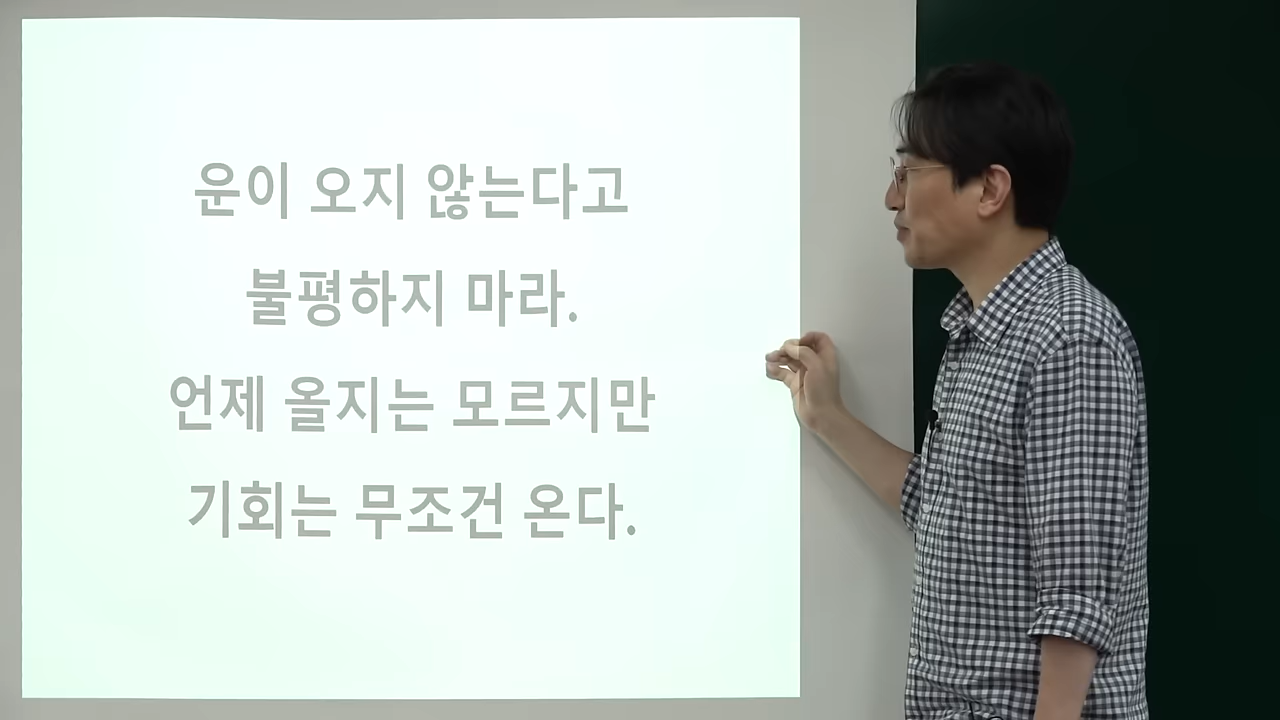 운이 오지 않는다고
불평하지 마라.
언제 올지는 모르지만
기회는 무조건 온다.